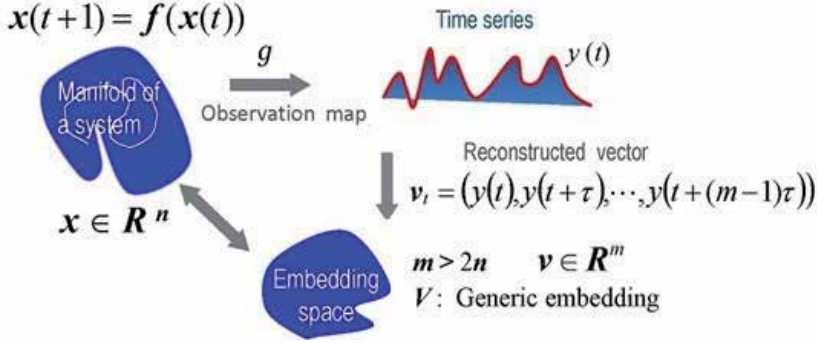 x(t+1) = f(x(t))
Time series
g
y(t)
Manifold of
a system
Observation map
Reconstructed vector
v_t = (y(t),y(t+τ),⋯,y(t+(m−1)τ))
x ∈ R^n
m > 2n v ∈ R^m
Embedding
space
V: Generic embedding